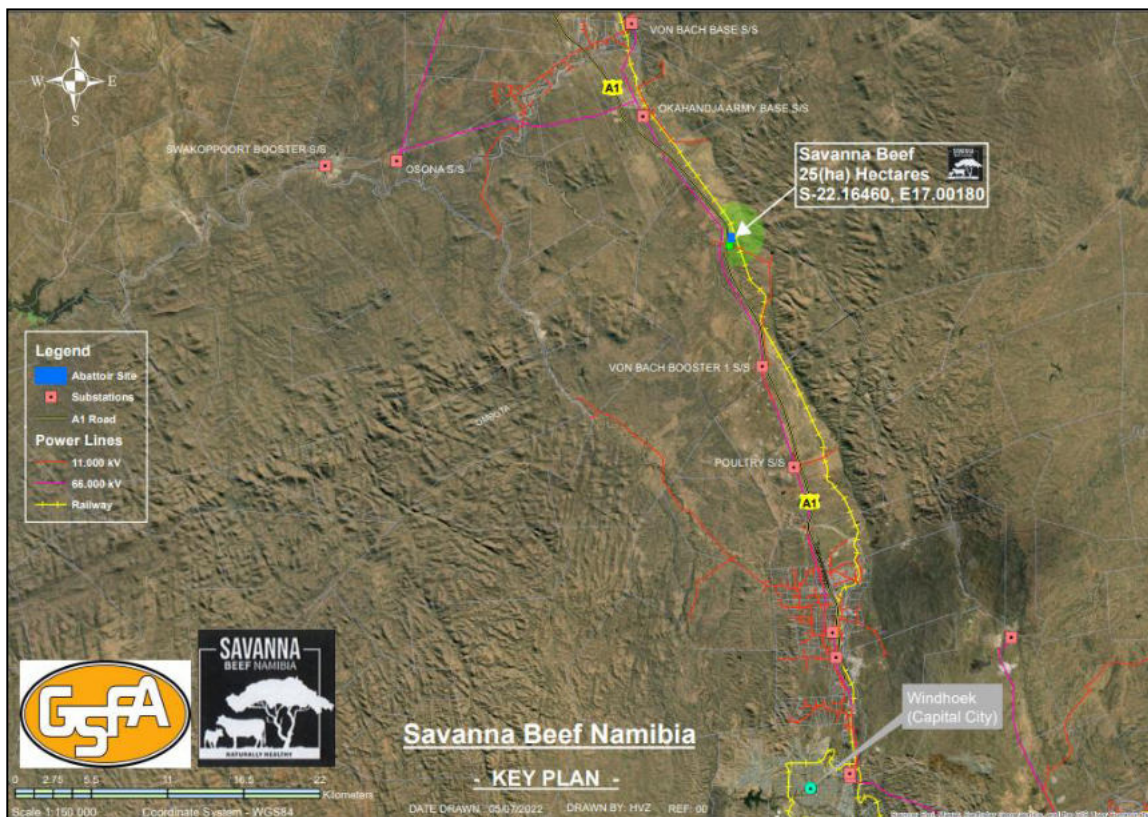 N
W
E
S
VON BACH BASE S/S
A1
OKAHANDJA ARMY BASE S/S
SWAKOPPOORT BOOSTER S/S
OSONA S/S
Savanna Beef
25(ha) Hectares
S-22.16460, E17.00180
Legend
Abattoir Site
Substations
A1 Road
Power Lines
11.000 kV
66.000 kV
Railway
VON BACH BOOSTER 1 S/S
POULTRY S/S
A1
GSFA
SAVANNA
BEEF NAMIBIA
NATURALLY HEALTHY
Windhoek
(Capital City)
Savanna Beef Namibia
- KEY PLAN -
0 2.75 5.5 11 16.5 22
Kilometers
Scale 1:150 000 Coordinate System - WGS84
DATE DRAWN : 05/07/2022 DRAWN BY: HVZ REF: 00